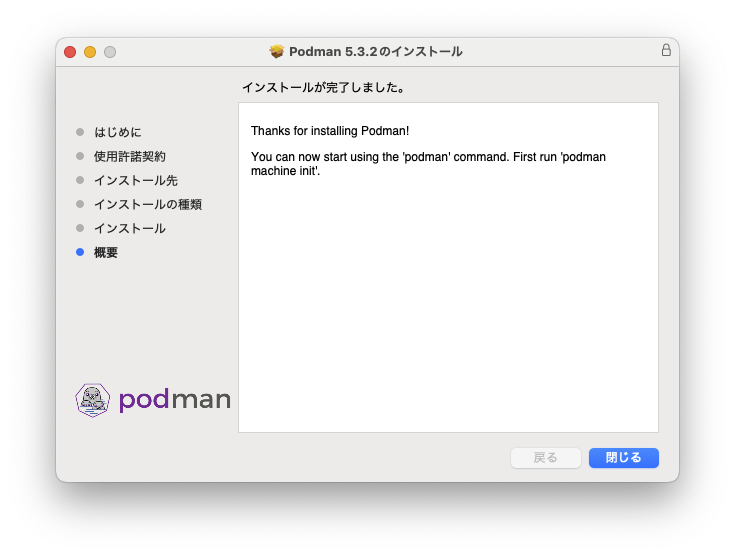 Podman 5.3.2のインストール
インストールが完了しました。
はじめに
使用許諾契約
インストール先
インストールの種類
インストール
概要
Thanks for installing Podman!
You can now start using the 'podman' command. First run 'podman
machine init'.
podman
戻る
閉じる